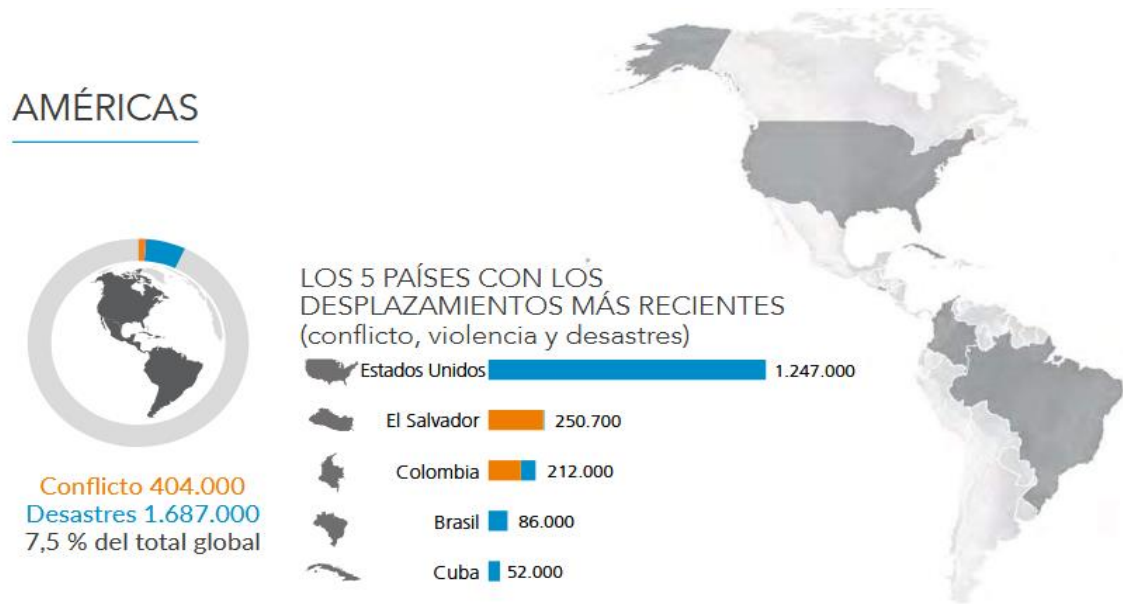 AMÉRICAS
Conflicto 404.000
Desastres 1.687.000
7,5 % del total global
LOS 5 PAÍSES CON LOS
DESPLAZAMIENTOS MÁS RECIENTES
(conflicto, violencia y desastres)
Estados Unidos 1.247.000
El Salvador 250.700
Colombia 212.000
Brasil 86.000
Cuba 52.000